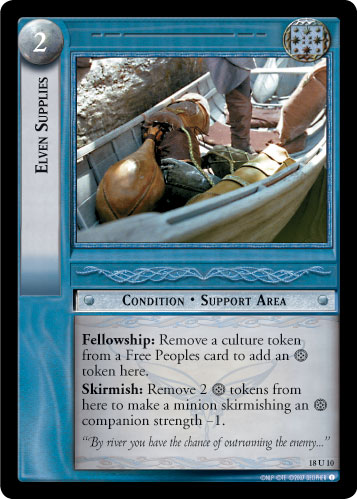 2
ELVEN SUPPLIES
CONDITION • SUPPORT AREA
Fellowship: Remove a culture token
from a Free Peoples card to add an
token here.
Skirmish: Remove 2 tokens from
here to make a minion skirmishing an
companion strength –1.
"By river you have the chance of outrunning the enemy..."
18 U 10